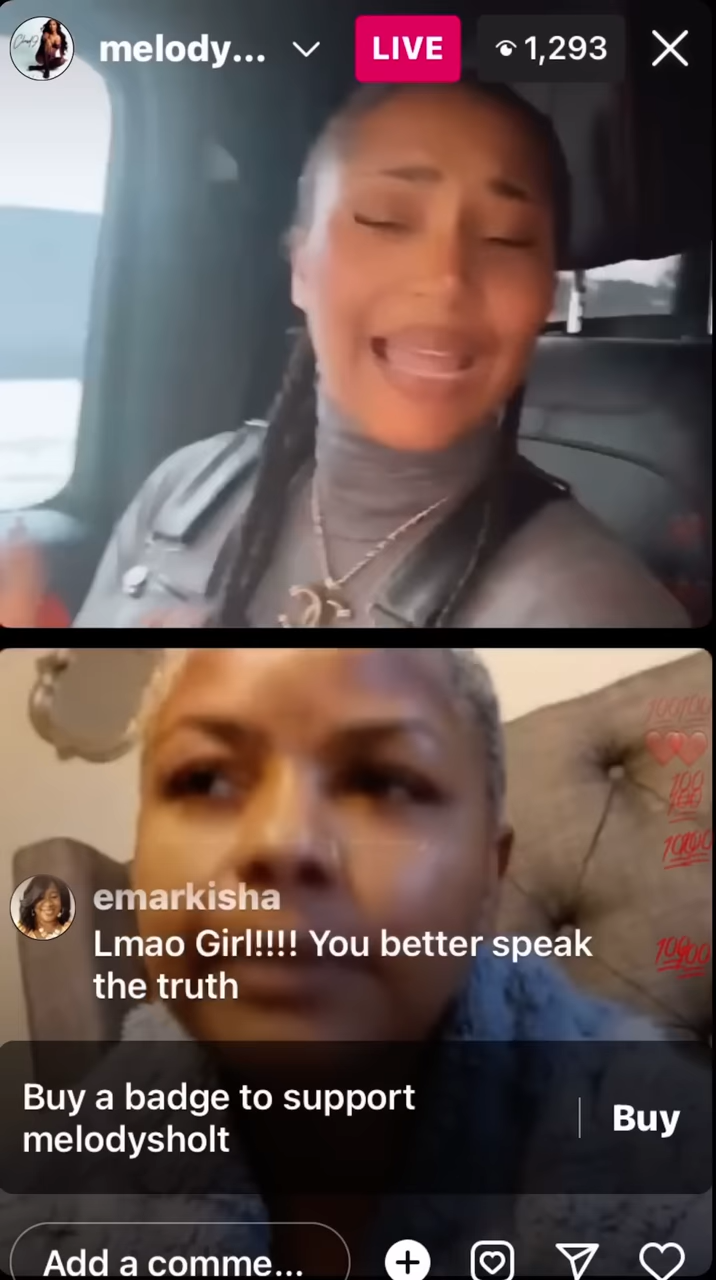 melody...
LIVE
1,293
emarkisha
Lmao Girl!!!! You better speak
the truth
Buy a badge to support
melodysholt
Buy
Add a comme...